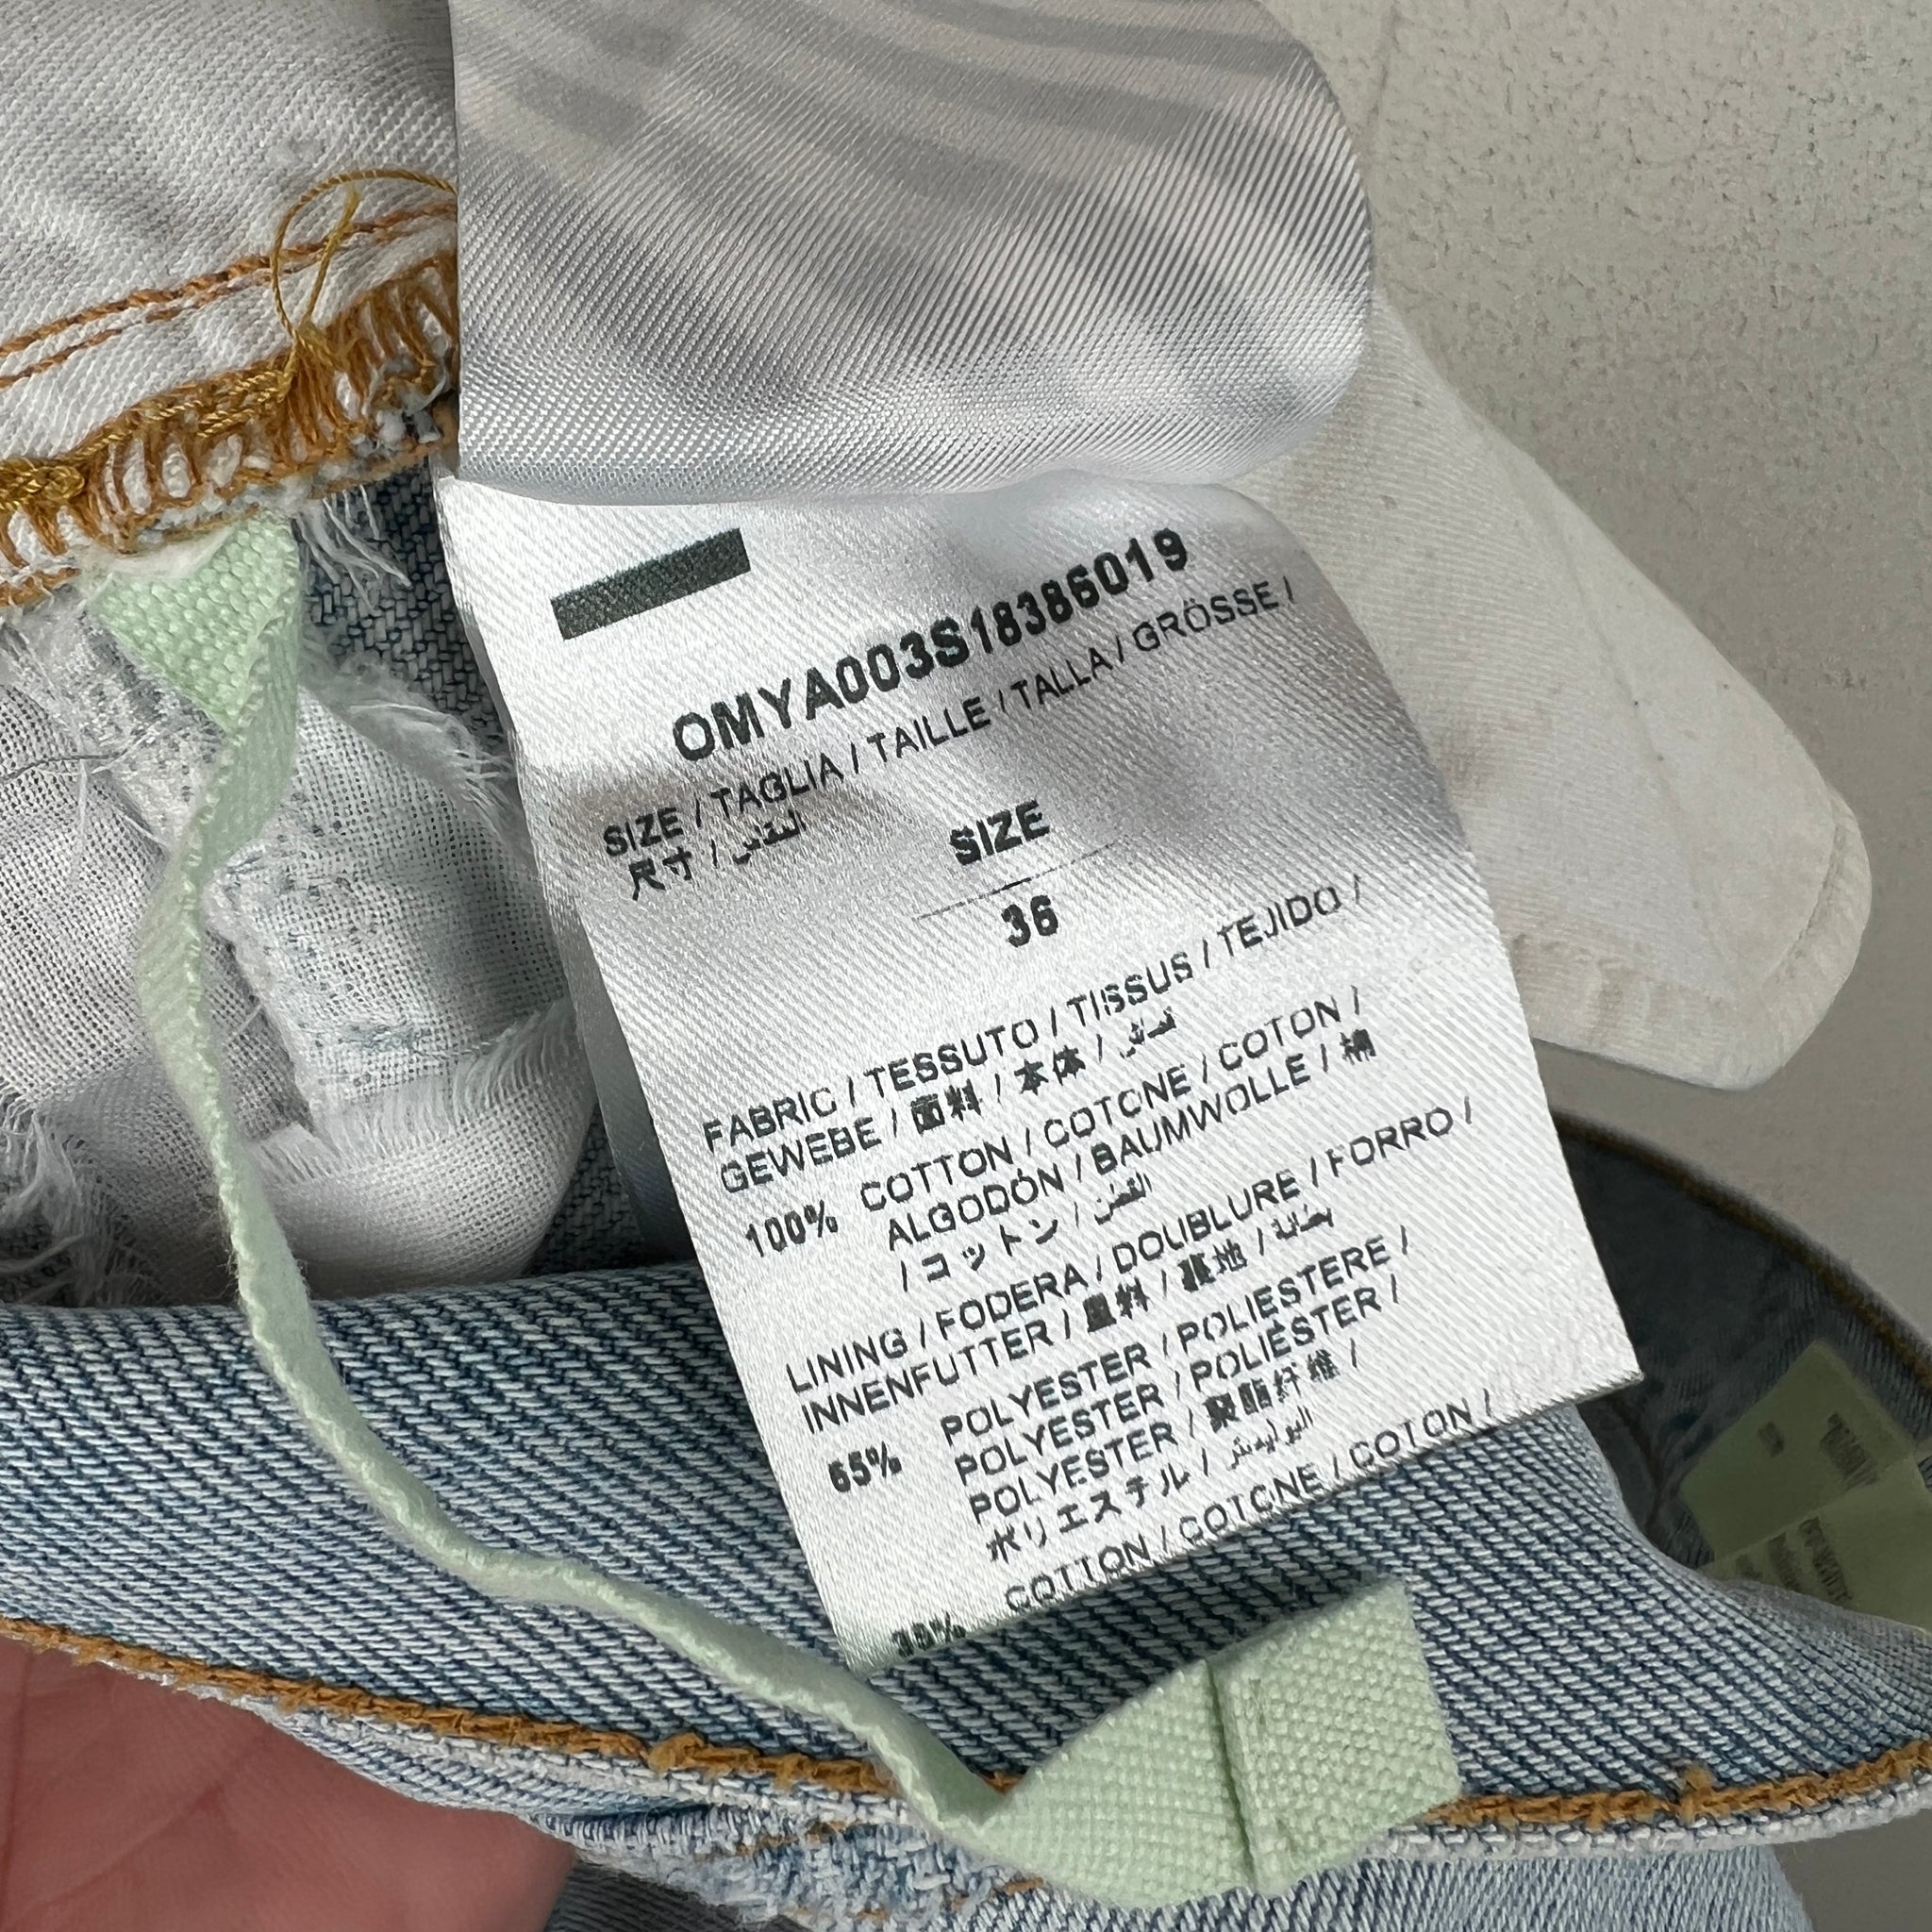 OMYA003S18386019
SIZE / TAGLIA / TAILLE / TALLA / GRÖSSE /
尺寸 / المقاس
SIZE
36
FABRIC / TESSUTO / TISSUS / TEJIDO /
GEWEBE / 面料 / 本体 / قماش
100% COTTON / COTONE / COTON /
ALGODÓN / BAUMWOLLE / 棉
/ コットン / القطن
LINING / FODERA / DOUBLURE / FORRO /
INNENFUTTER / 里料 / 裏地 / بطانة
65% POLYESTER / POLIESTERE /
POLYESTER / POLIÉSTER /
POLYESTER / 聚酯纤维 /
ポリエステル / البوليستر
COTTON / COTONE / COTON /